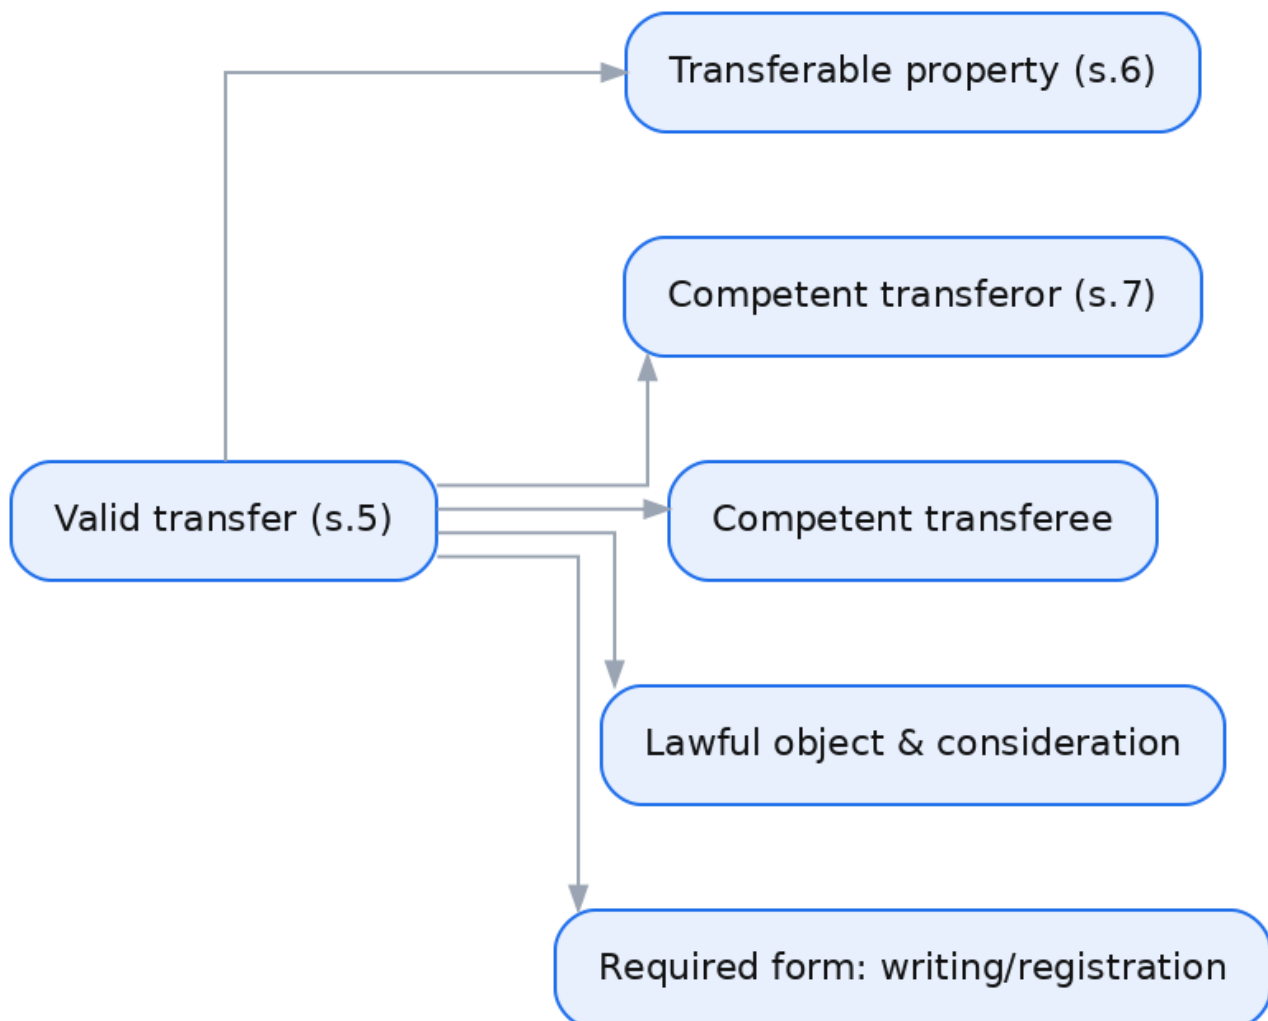 Transferable property (s.6)
Competent transferor (s.7)
Valid transfer (s.5)
Competent transferee
Lawful object & consideration
Required form: writing/registration